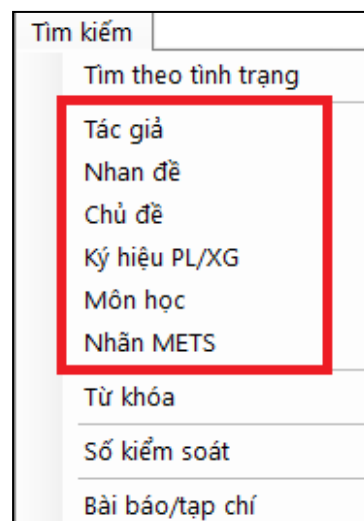 Tìm kiếm
Tìm theo tình trạng
Tác giả
Nhan đề
Chủ đề
Ký hiệu PL/XG
Môn học
Nhãn METS
Từ khóa
Số kiểm soát
Bài báo/tạp chí